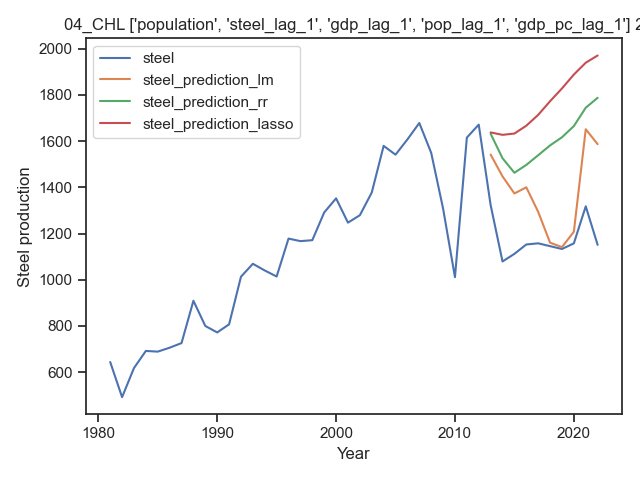 04_CHL ['population', 'steel_lag_1', 'gdp_lag_1', 'pop_lag_1', 'gdp_pc_lag_1'] 2
steel
steel_prediction_lm
steel_prediction_rr
steel_prediction_lasso
Steel production
2000
1800
1600
1400
1200
1000
800
600
1980
1990
2000
2010
2020
Year